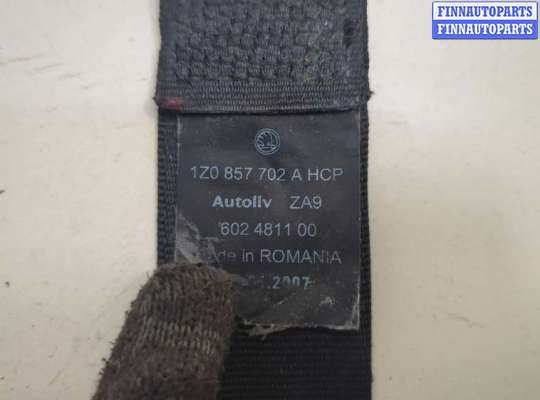 FINNAUTOPARTS
FINNAUTOPARTS
1Z0 857 702 A HCP
Autoliv ZA9
602 4811 00
de in ROMANIA
.2007